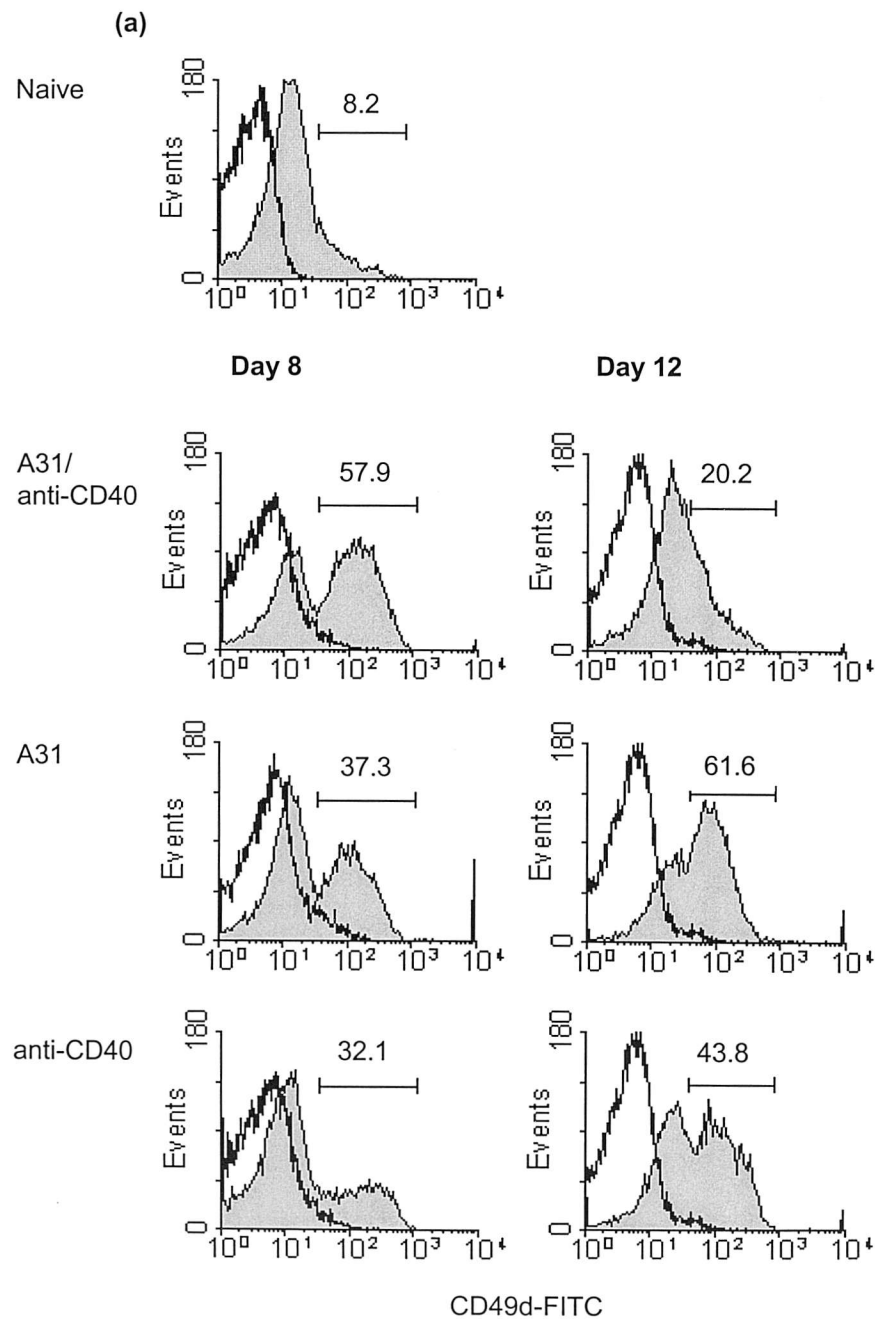 (a)
Naive
180
8.2
Events
0
10⁰ 10¹ 10² 10³ 10⁴
Day 8
Day 12
A31/
anti-CD40
180
57.9
Events
0
10⁰ 10¹ 10² 10³ 10⁴
180
20.2
Events
0
10⁰ 10¹ 10² 10³ 10⁴
A31
180
37.3
Events
0
10⁰ 10¹ 10² 10³ 10⁴
180
61.6
Events
0
10⁰ 10¹ 10² 10³ 10⁴
anti-CD40
180
32.1
Events
0
10⁰ 10¹ 10² 10³ 10⁴
180
43.8
Events
0
10⁰ 10¹ 10² 10³ 10⁴
CD49d-FITC